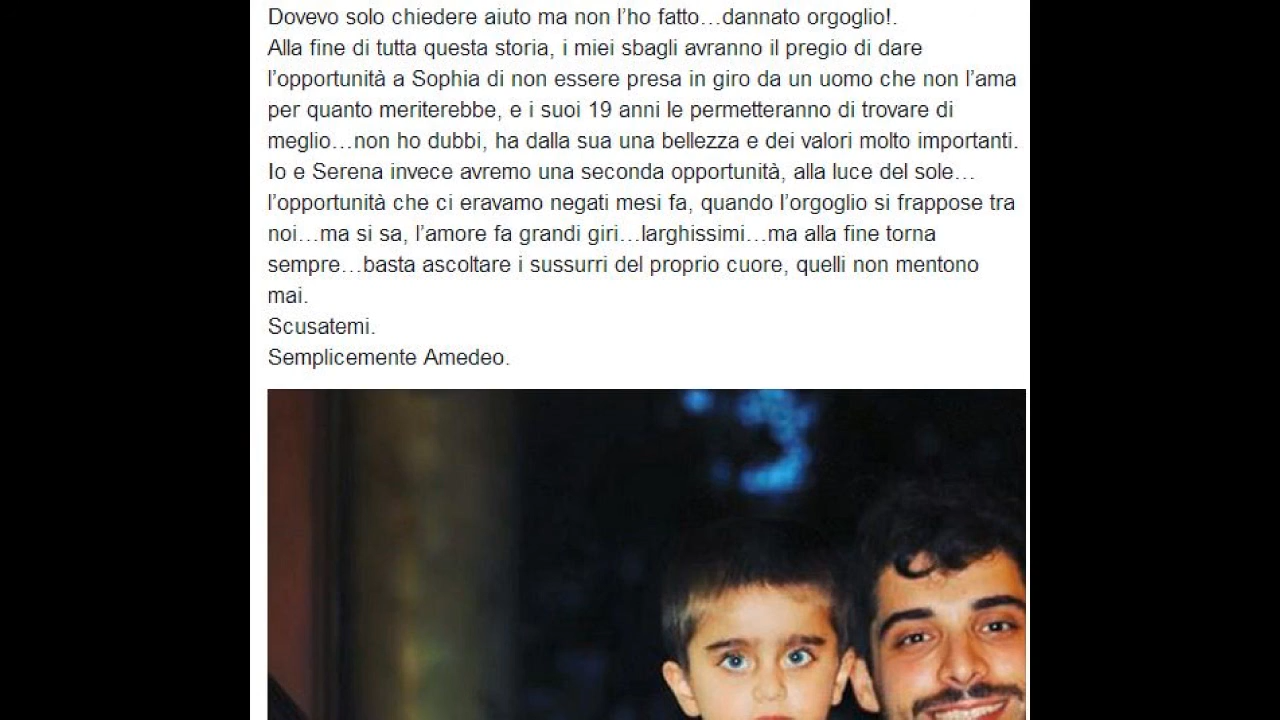 Dovevo solo chiedere aiuto ma non l’ho fatto…dannato orgoglio!.
Alla fine di tutta questa storia, i miei sbagli avranno il pregio di dare
l’opportunità a Sophia di non essere presa in giro da un uomo che non l’ama
per quanto meriterebbe, e i suoi 19 anni le permetteranno di trovare di
meglio…non ho dubbi, ha dalla sua una bellezza e dei valori molto importanti.
Io e Serena invece avremo una seconda opportunità, alla luce del sole…
l’opportunità che ci eravamo negati mesi fa, quando l’orgoglio si frappose tra
noi…ma si sa, l’amore fa grandi giri…larghissimi…ma alla fine torna
sempre…basta ascoltare i sussurri del proprio cuore, quelli non mentono
mai.
Scusatemi.
Semplicemente Amedeo.